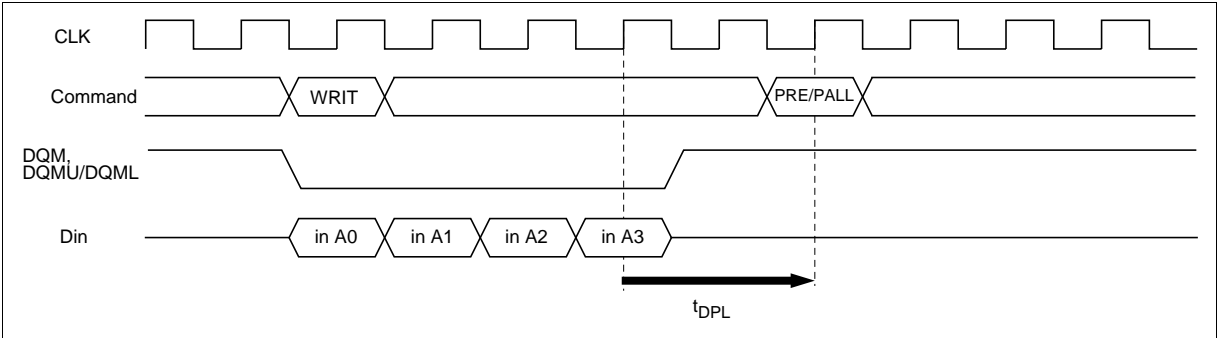 CLK
Command
WRIT
PRE/PALL
DQM,
DQMU/DQML
Din
in A0
in A1
in A2
in A3
tDPL